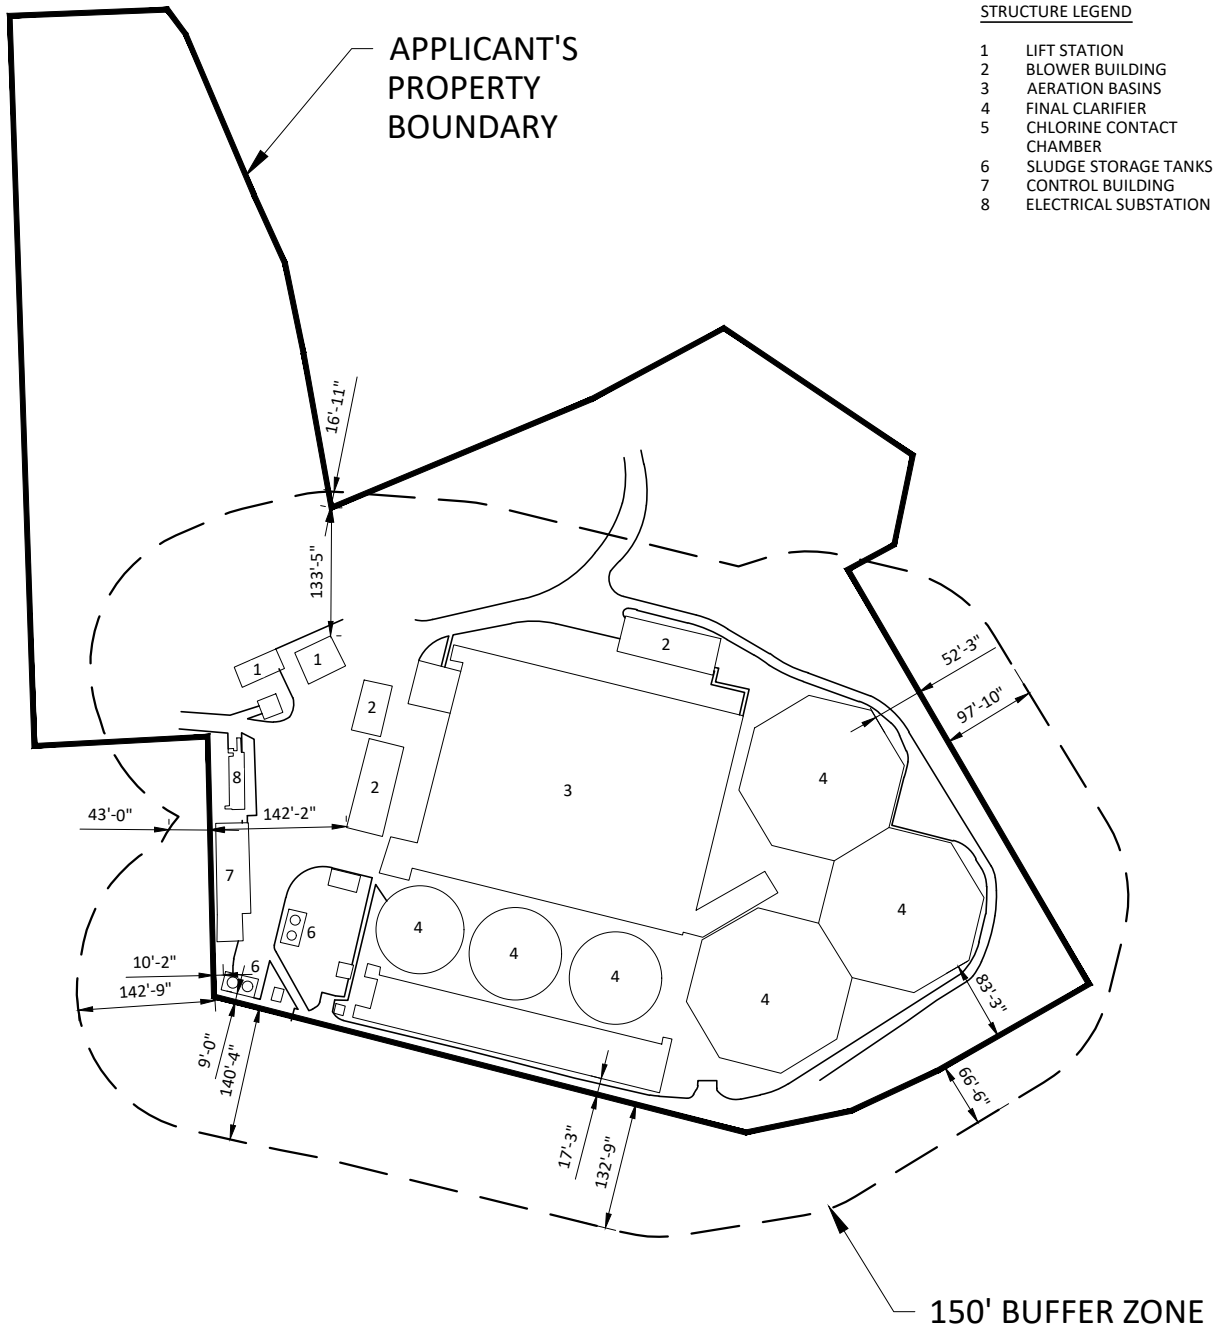 STRUCTURE LEGEND
1 LIFT STATION
2 BLOWER BUILDING
3 AERATION BASINS
4 FINAL CLARIFIER
5 CHLORINE CONTACT
CHAMBER
6 SLUDGE STORAGE TANKS
7 CONTROL BUILDING
8 ELECTRICAL SUBSTATION
APPLICANT'S
PROPERTY
BOUNDARY
16'-11"
133'-5"
1
1
2
2
2
52'-3"
97'-10"
8
3
4
43'-0"
142'-2"
7
4
4
4
4
6
4
10'-2"
6
142'-9"
83'-3"
9'-0"
140'-4"
66'-6"
17'-3"
132'-9"
150' BUFFER ZONE